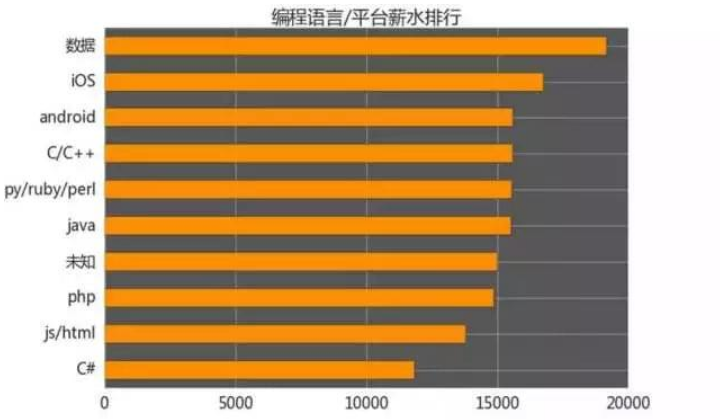 编程语言/平台薪水排行
数据
iOS
android
C/C++
py/ruby/perl
java
未知
php
js/html
C#
0 5000 10000 15000 20000